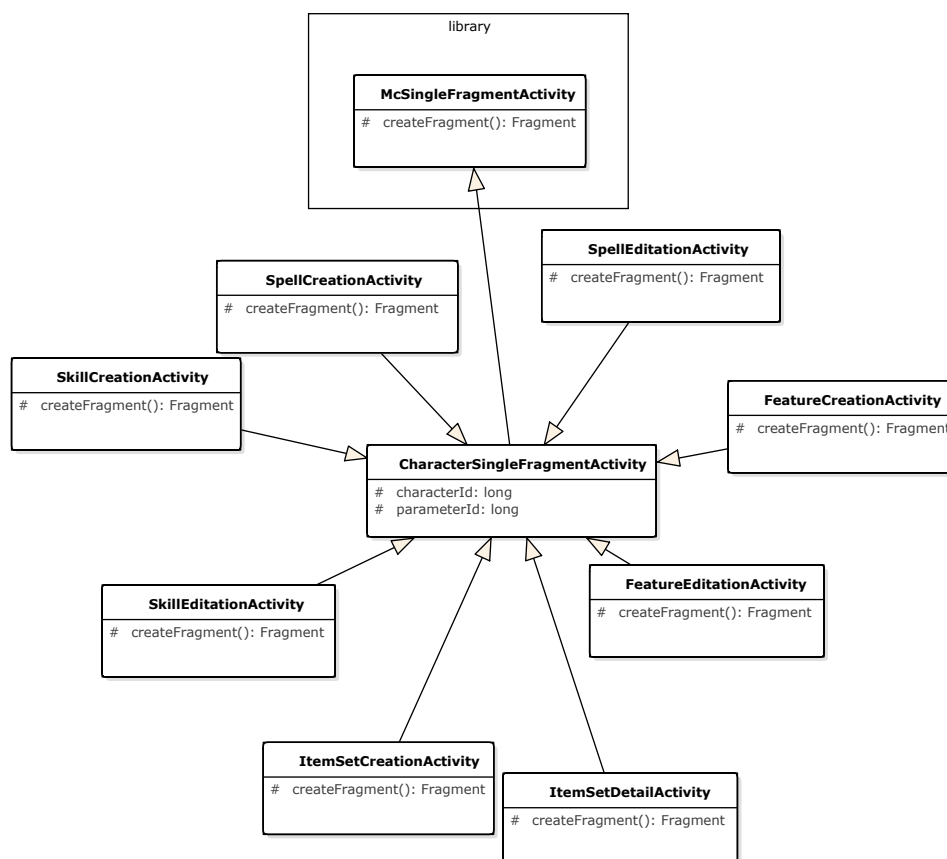 library
McSingleFragmentActivity
# createFragment(): Fragment
SpellEditationActivity
# createFragment(): Fragment
SpellCreationActivity
# createFragment(): Fragment
SkillCreationActivity
# createFragment(): Fragment
FeatureCreationActivity
# createFragment(): Fragment
CharacterSingleFragmentActivity
# characterId: long
# parameterId: long
FeatureEditationActivity
# createFragment(): Fragment
SkillEditationActivity
# createFragment(): Fragment
ItemSetCreationActivity
# createFragment(): Fragment
ItemSetDetailActivity
# createFragment(): Fragment